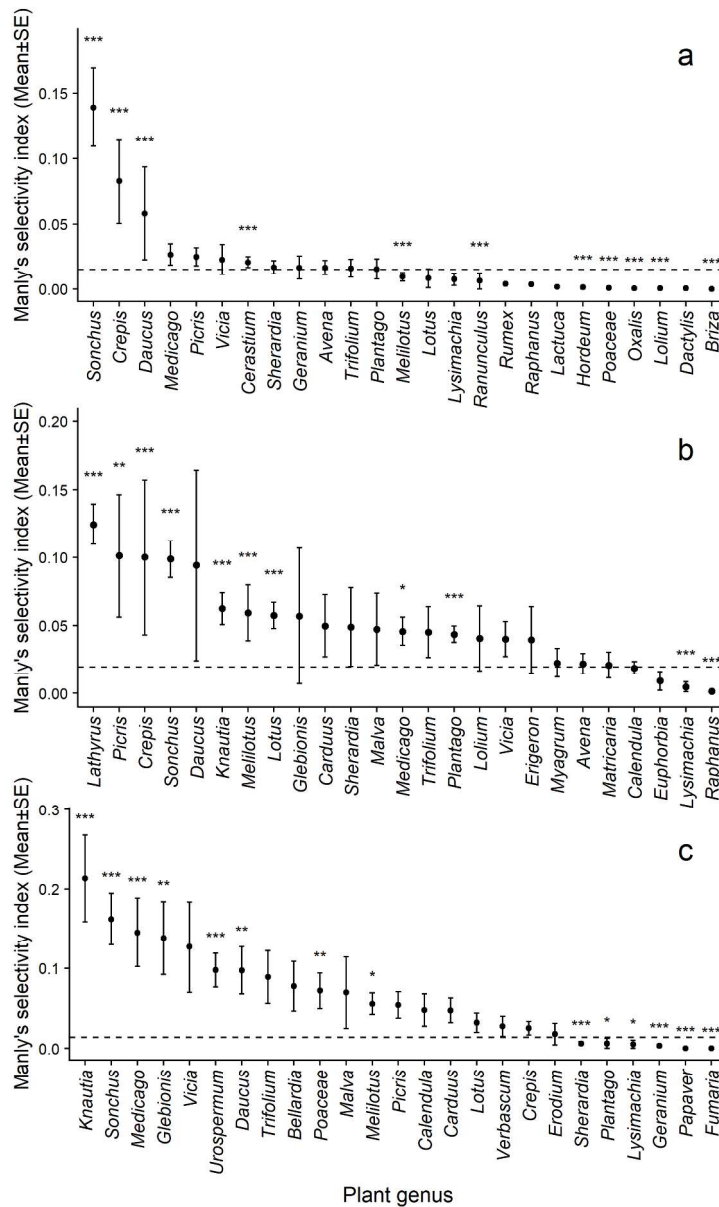 a
Manly's selectivity index (Mean±SE)
0.15
0.10
0.05
0.00
*** *** *** *** *** *** *** *** *** *** ***
Sonchus Crepis Daucus Medicago Picris Vicia Cerastium Sherardia Geranium Avena Trifolium Plantago Melilotus Lotus Lysimachia Ranunculus Rumex Raphanus Lactuca Hordeum Poaceae Oxalis Lolium Dactylis Briza
b
Manly's selectivity index (Mean±SE)
0.20
0.15
0.10
0.05
0.00
*** ** *** *** *** *** *** * *** *** ***
Lathyrus Picris Crepis Sonchus Daucus Knautia Melilotus Lotus Glebionis Carduus Sherardia Malva Medicago Trifolium Plantago Lolium Vicia Erigeron Myagrum Avena Matricaria Calendula Euphorbia Lysimachia Raphanus
c
Manly's selectivity index (Mean±SE)
0.3
0.2
0.1
0.0
*** *** *** ** *** ** ** * *** * * *** *** ***
Knautia Sonchus Medicago Glebionis Vicia Urospermum Daucus Trifolium Bellardia Poaceae Malva Melilotus Picris Calendula Carduus Lotus Verbascum Crepis Erodium Sherardia Plantago Lysimachia Geranium Papaver Fumaria
Plant genus